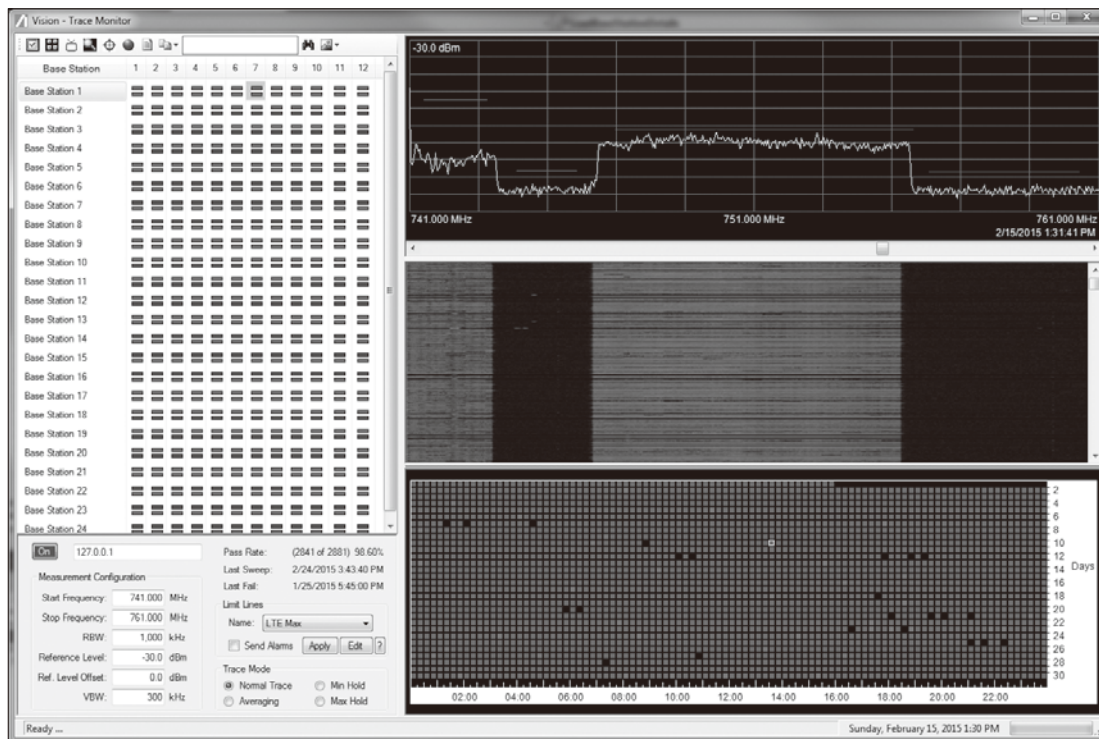 Vision - Trace Monitor
Base Station 1 2 3 4 5 6 7 8 9 10 11 12
Base Station 1
Base Station 2
Base Station 3
Base Station 4
Base Station 5
Base Station 6
Base Station 7
Base Station 8
Base Station 9
Base Station 10
Base Station 11
Base Station 12
Base Station 13
Base Station 14
Base Station 15
Base Station 16
Base Station 17
Base Station 18
Base Station 19
Base Station 20
Base Station 21
Base Station 22
Base Station 23
Base Station 24
On 127.0.0.1
Measurement Configuration
Start Frequency: 741.000 MHz
Stop Frequency: 761.000 MHz
RBW: 1,000 kHz
Reference Level: -30.0 dBm
Ref. Level Offset: 0.0 dBm
VBW: 300 kHz
Pass Rate: (2841 of 2881) 98.60%
Last Sweep: 2/24/2015 3:43:40 PM
Last Fail: 1/25/2015 5:45:00 PM
Limit Lines
Name: LTE Max
Send Alarms Apply Edit ?
Trace Mode
Normal Trace Min Hold
Averaging Max Hold
-30.0 dBm
741.000 MHz 751.000 MHz 761.000 MHz
2/15/2015 1:31:41 PM
2
4
6
8
10
12
14
16
18
20
22
24
26
28
30
Days
02:00 04:00 06:00 08:00 10:00 12:00 14:00 16:00 18:00 20:00 22:00
Ready ...
Sunday, February 15, 2015 1:30 PM